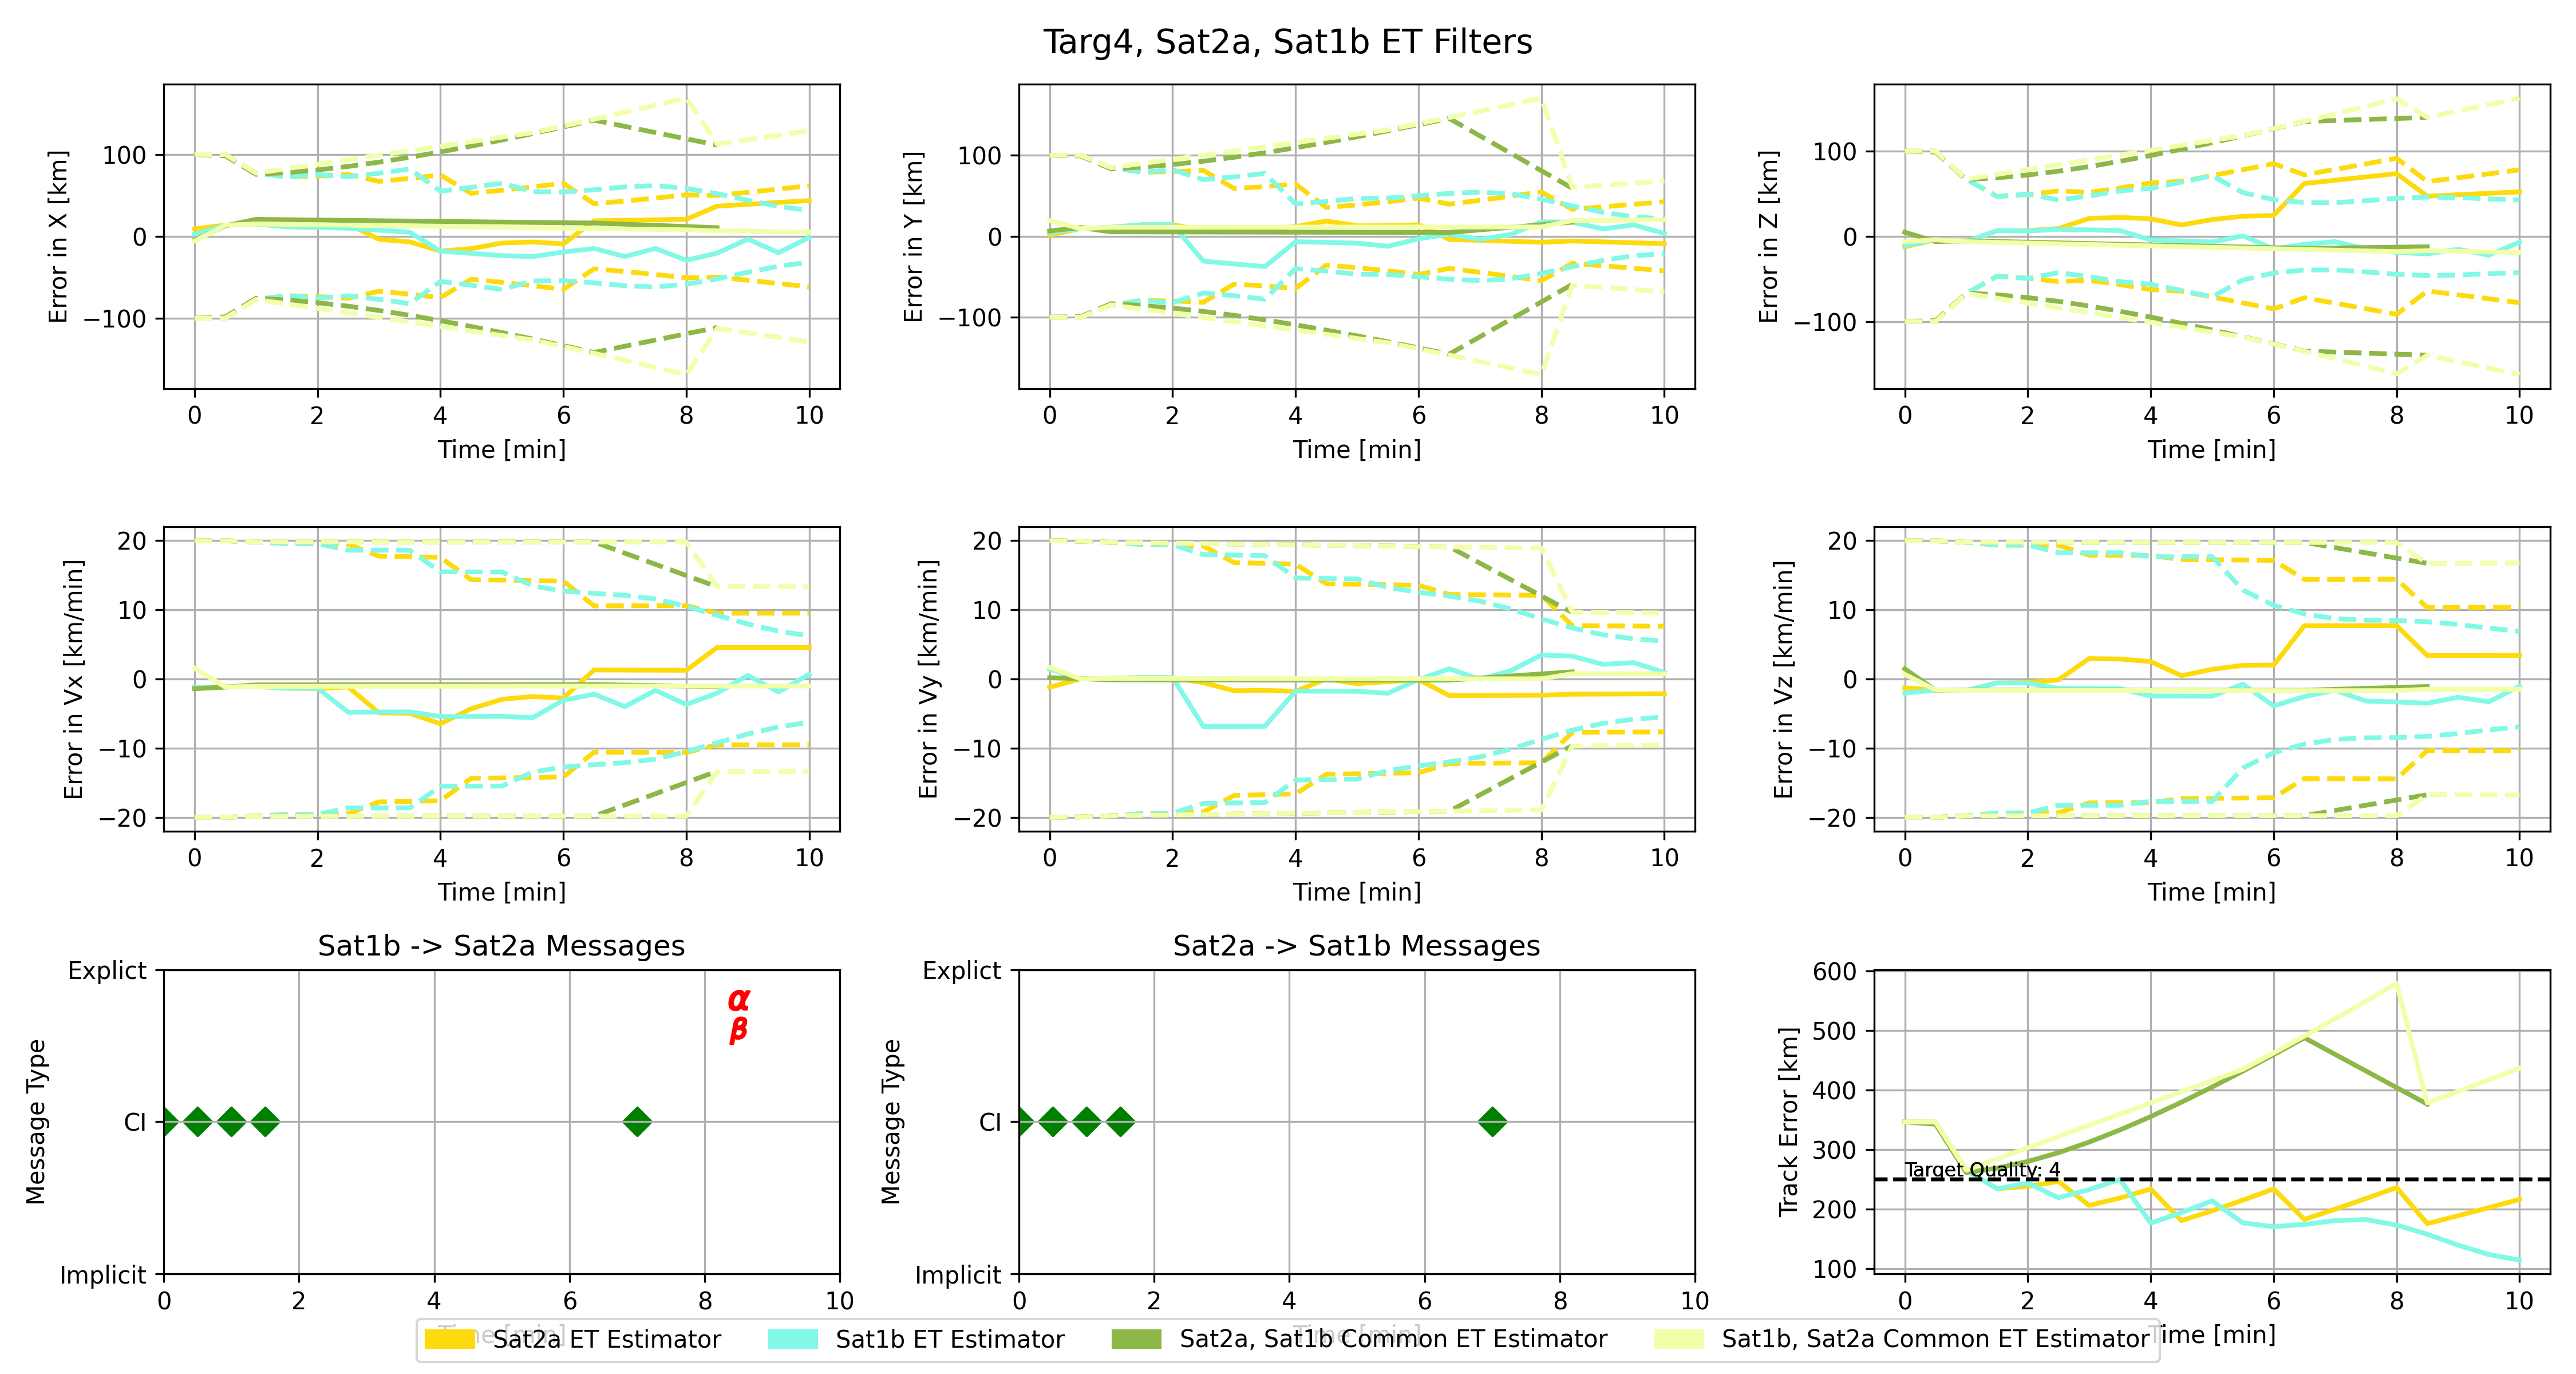 Targ4, Sat2a, Sat1b ET Filters
Error in X [km]
100
0
−100
0 2 4 6 8 10
Time [min]
Error in Y [km]
100
0
−100
0 2 4 6 8 10
Time [min]
Error in Z [km]
100
0
−100
0 2 4 6 8 10
Time [min]
Error in Vx [km/min]
20
10
0
−10
−20
0 2 4 6 8 10
Time [min]
Error in Vy [km/min]
20
10
0
−10
−20
0 2 4 6 8 10
Time [min]
Error in Vz [km/min]
20
10
0
−10
−20
0 2 4 6 8 10
Time [min]
Sat1b -> Sat2a Messages
Message Type
Explict
CI
Implicit
α
β
0 2 4 6 8 10
Time [min]
Sat2a -> Sat1b Messages
Message Type
Explict
CI
Implicit
0 2 4 6 8 10
Time [min]
Track Error [km]
600
500
400
300
200
100
Target Quality: 4
0 2 4 6 8 10
Time [min]
Sat2a ET Estimator
Sat1b ET Estimator
Sat2a, Sat1b Common ET Estimator
Sat1b, Sat2a Common ET Estimator